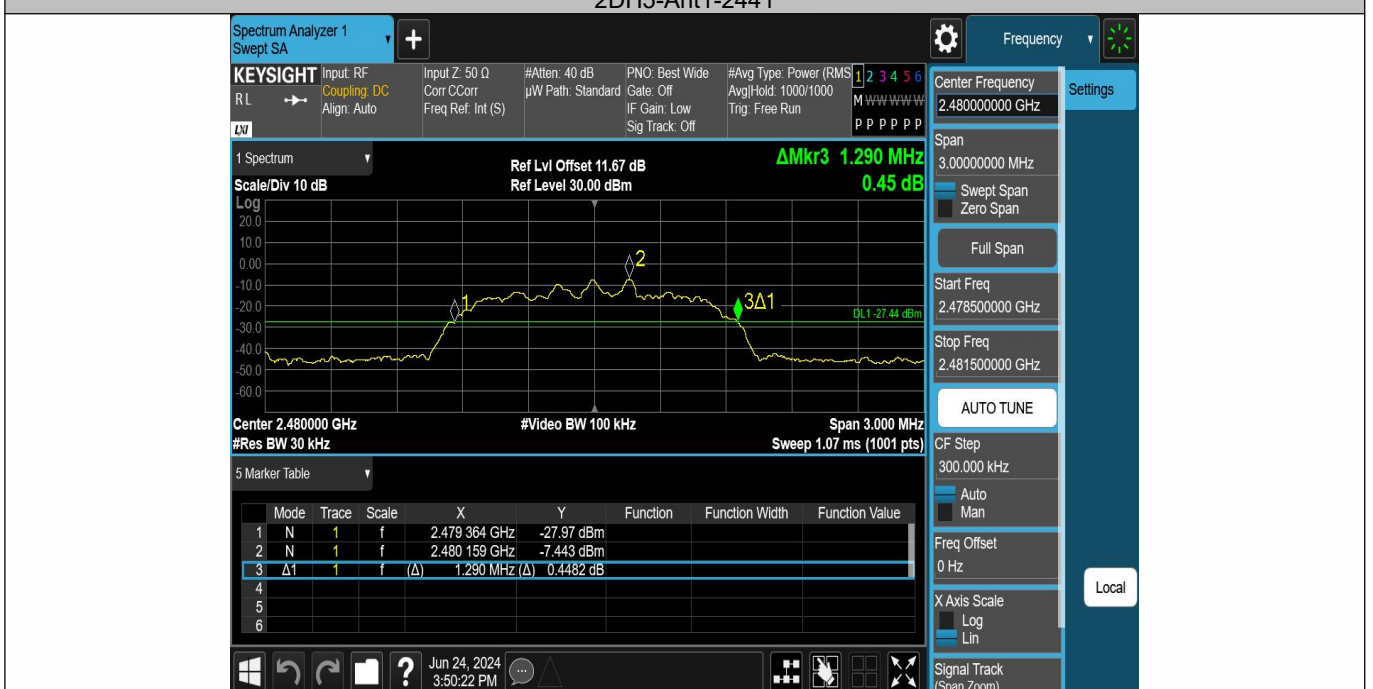 2DH5-Ant1-2441
Spectrum Analyzer 1
Swept SA
Frequency
KEYSIGHT
RL
LXI
Input: RF
Coupling: DC
Align: Auto
Input Z: 50 Ω
Corr CCorr
Freq Ref: Int (S)
#Atten: 40 dB
µW Path: Standard
PNO: Best Wide
Gate: Off
IF Gain: Low
Sig Track: Off
#Avg Type: Power (RMS
Avg|Hold: 1000/1000
Trig: Free Run
1 2 3 4 5 6
M W W W W W
P P P P P P
1 Spectrum
Scale/Div 10 dB
Ref Lvl Offset 11.67 dB
Ref Level 30.00 dBm
ΔMkr3 1.290 MHz
0.45 dB
Log
20.0
10.0
0.00
-10.0
-20.0
-30.0
-40.0
-50.0
-60.0
1
2
3Δ1
DL1 -27.44 dBm
Center 2.480000 GHz
#Video BW 100 kHz
Span 3.000 MHz
#Res BW 30 kHz
Sweep 1.07 ms (1001 pts)
5 Marker Table
Mode Trace Scale X Y Function Function Width Function Value
1 N 1 f 2.479 364 GHz -27.97 dBm
2 N 1 f 2.480 159 GHz -7.443 dBm
3 Δ1 1 f (Δ) 1.290 MHz (Δ) 0.4482 dB
4
5
6
?
Jun 24, 2024
3:50:22 PM
Center Frequency
2.480000000 GHz
Span
3.00000000 MHz
Swept Span
Zero Span
Full Span
Start Freq
2.478500000 GHz
Stop Freq
2.481500000 GHz
AUTO TUNE
CF Step
300.000 kHz
Auto
Man
Freq Offset
0 Hz
X Axis Scale
Log
Lin
Signal Track
(Span Zoom)
Settings
Local